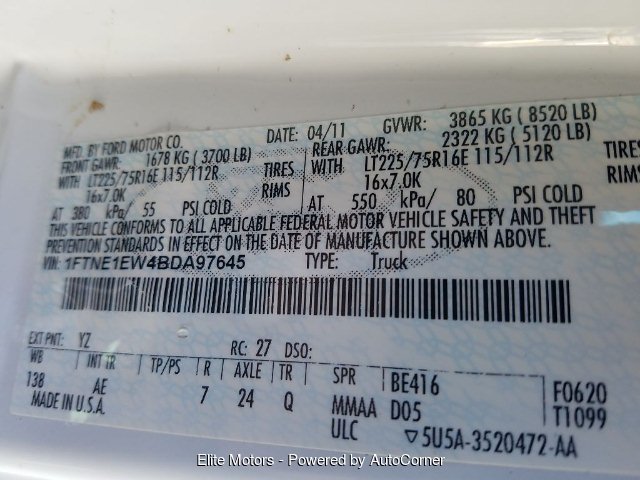 MFD. BY FORD MOTOR CO. DATE: 04/11 GVWR: 3865 KG ( 8520 LB)
FRONT GAWR: 1678 KG ( 3700 LB) REAR GAWR: 2322 KG ( 5120 LB)
WITH LT225/75R16E 115/112R TIRES WITH LT225/75R16E 115/112R TIRES
16x7.0K RIMS 16x7.0K RIMS
AT 380 kPa/ 55 PSI COLD AT 550 kPa/ 80 PSI COLD
THIS VEHICLE CONFORMS TO ALL APPLICABLE FEDERAL MOTOR VEHICLE SAFETY AND THEFT
PREVENTION STANDARDS IN EFFECT ON THE DATE OF MANUFACTURE SHOWN ABOVE.
VIN: 1FTNE1EW4BDA97645 TYPE: Truck
EXT PNT: YZ RC: 27 DSO:
WB INT TR TP/PS R AXLE TR SPR BE416 F0620
138 AE 7 24 Q MMAA D05 T1099
MADE IN U.S.A. ULC ▽5U5A-3520472-AA
Elite Motors - Powered by AutoCorner